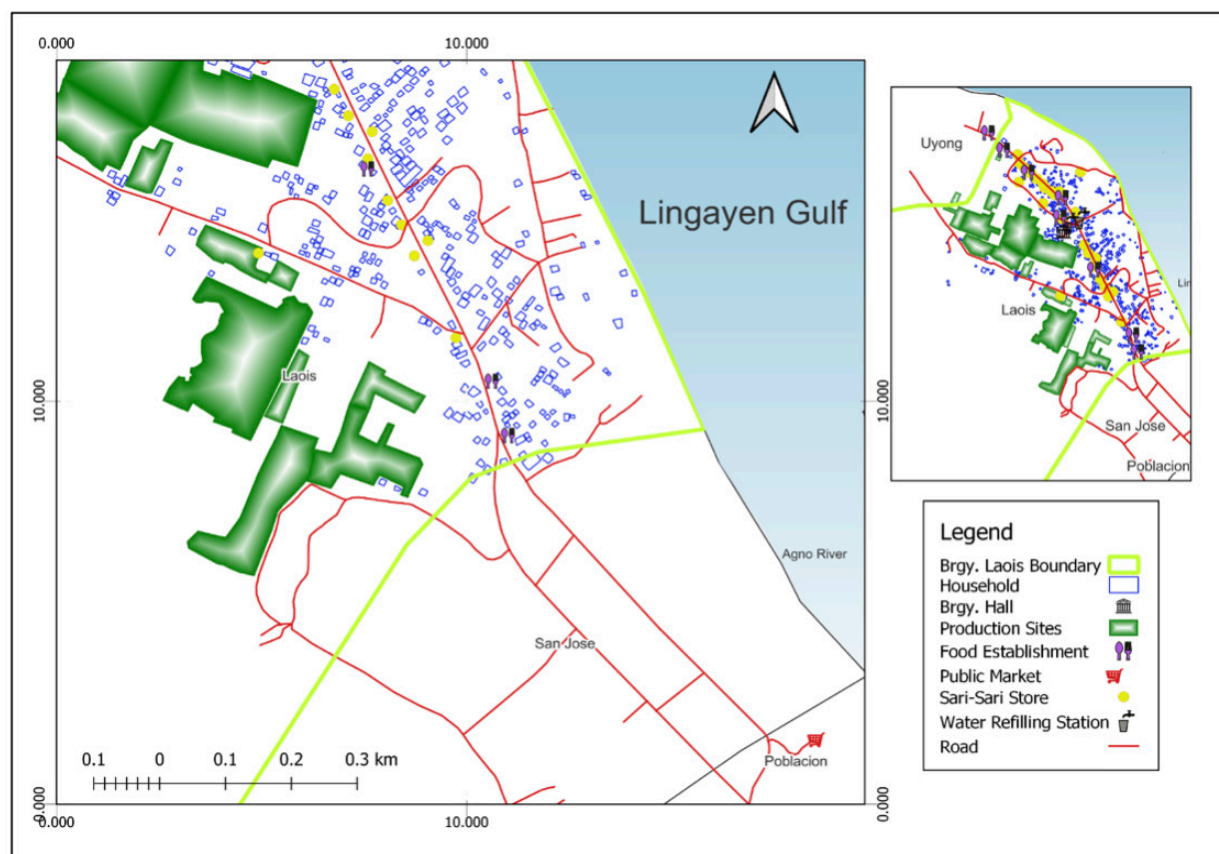 0.000
10.000
Lingayen Gulf
Laois
10.000
10.000
Agno River
San Jose
Poblacion
0.1 0 0.1 0.2 0.3 km
0.000
10.000
0.000
Uyong
Lin
Laois
San Jose
Poblacion
Legend
Brgy. Laois Boundary
Household
Brgy. Hall
Production Sites
Food Establishment
Public Market
Sari-Sari Store
Water Refilling Station
Road